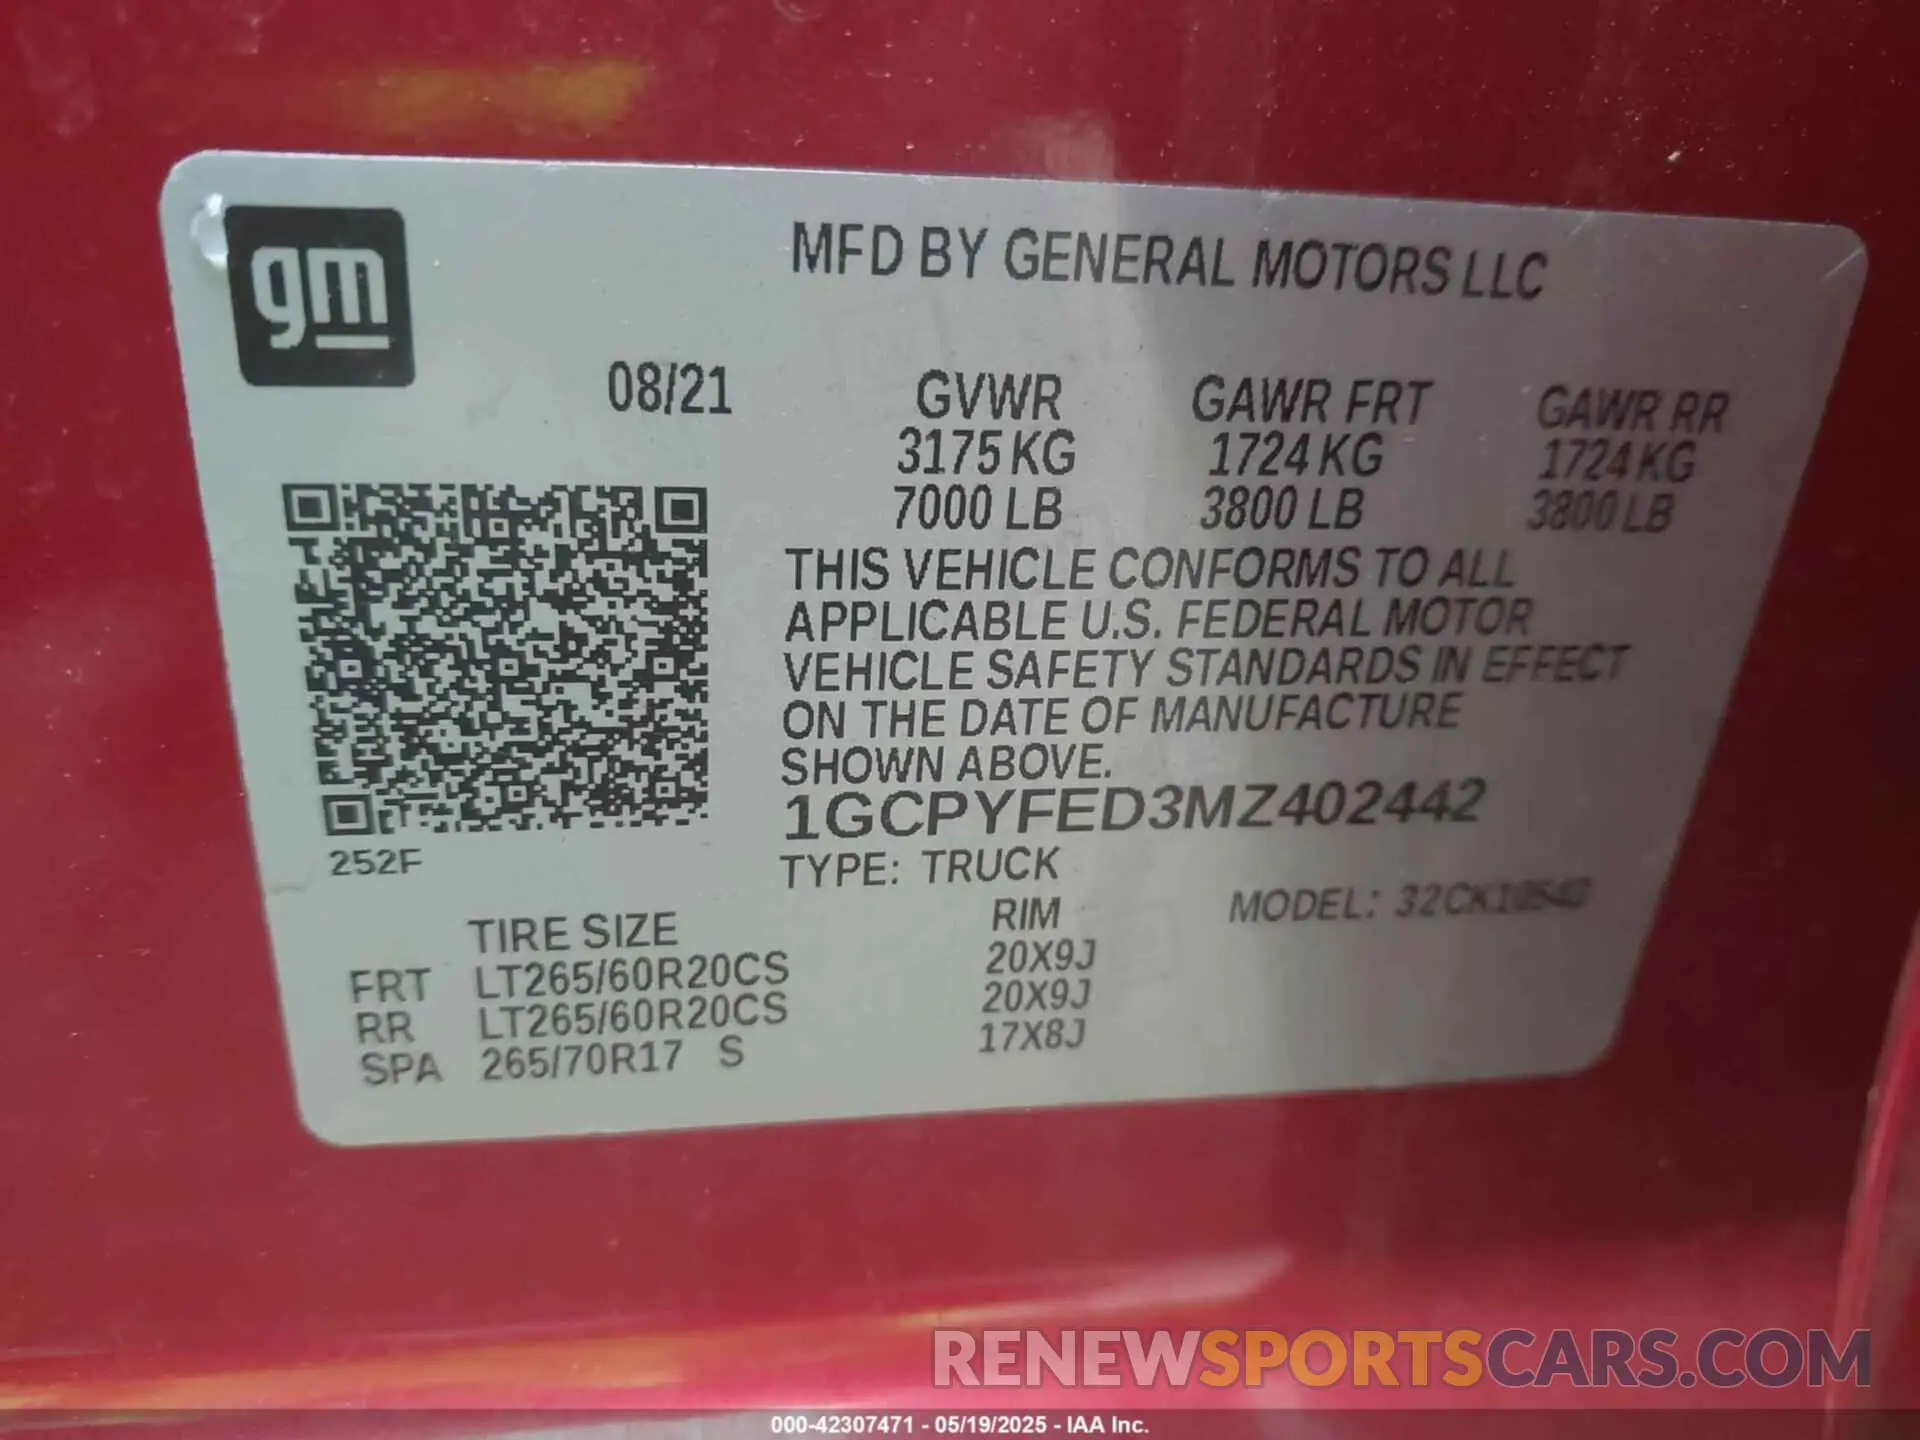 gm
MFD BY GENERAL MOTORS LLC
08/21 GVWR GAWR FRT GAWR RR
3175 KG 1724 KG 1724 KG
7000 LB 3800 LB 3800 LB
THIS VEHICLE CONFORMS TO ALL
APPLICABLE U.S. FEDERAL MOTOR
VEHICLE SAFETY STANDARDS IN EFFECT
ON THE DATE OF MANUFACTURE
SHOWN ABOVE.
1GCPYFED3MZ402442
252F
TYPE: TRUCK
MODEL: 32CK10543
TIRE SIZE RIM
FRT LT265/60R20CS 20X9J
RR LT265/60R20CS 20X9J
SPA 265/70R17 S 17X8J
RENEWSPORTSCARS.COM
000-42307471 - 05/19/2025 - IAA Inc.